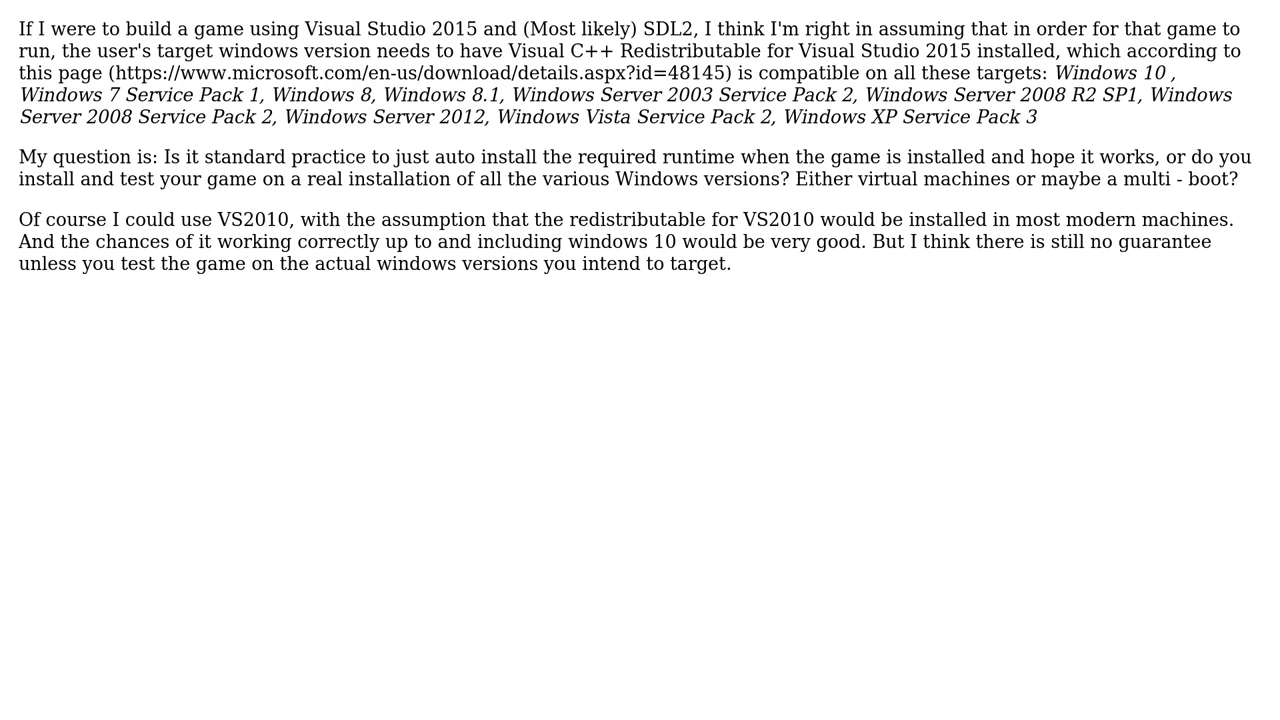 If I were to build a game using Visual Studio 2015 and (Most likely) SDL2, I think I'm right in assuming that in order for that game to
run, the user's target windows version needs to have Visual C++ Redistributable for Visual Studio 2015 installed, which according to
this page (https://www.microsoft.com/en-us/download/details.aspx?id=48145) is compatible on all these targets: Windows 10 ,
Windows 7 Service Pack 1, Windows 8, Windows 8.1, Windows Server 2003 Service Pack 2, Windows Server 2008 R2 SP1, Windows
Server 2008 Service Pack 2, Windows Server 2012, Windows Vista Service Pack 2, Windows XP Service Pack 3
My question is: Is it standard practice to just auto install the required runtime when the game is installed and hope it works, or do you
install and test your game on a real installation of all the various Windows versions? Either virtual machines or maybe a multi - boot?
Of course I could use VS2010, with the assumption that the redistributable for VS2010 would be installed in most modern machines.
And the chances of it working correctly up to and including windows 10 would be very good. But I think there is still no guarantee
unless you test the game on the actual windows versions you intend to target.